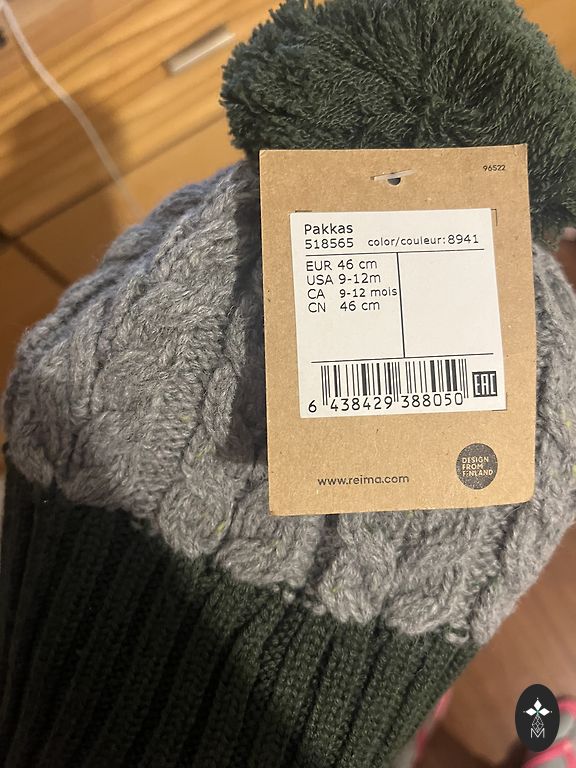 96522
Pakkas
518565 color/couleur: 8941
EUR 46 cm
USA 9-12m
CA 9-12 mois
CN 46 cm
6 438429 388050
EAC
www.reima.com
DESIGN
FROM
FINLAND
M